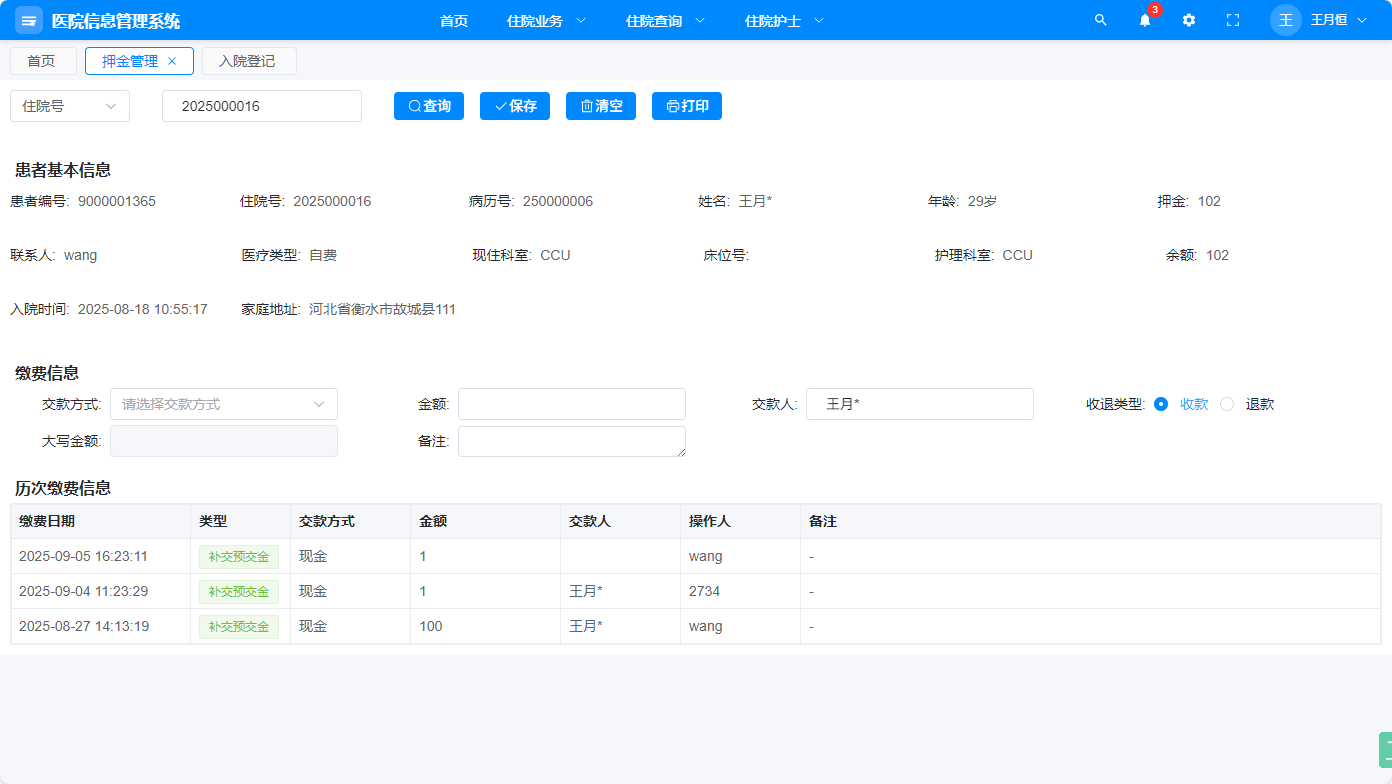 医院信息管理系统 首页 住院业务 住院查询 住院护士 3 王 王月恒
首页 押金管理 × 入院登记
住院号 2025000016 查询 保存 清空 打印
患者基本信息
患者编号: 9000001365 住院号: 2025000016 病历号: 250000006 姓名: 王月* 年龄: 29岁 押金: 102
联系人: wang 医疗类型: 自费 现住科室: CCU 床位号: 护理科室: CCU 余额: 102
入院时间: 2025-08-18 10:55:17 家庭地址: 河北省衡水市故城县111
缴费信息
交款方式: 请选择交款方式 金额: 交款人: 王月* 收退类型: 收款 退款
大写金额: 备注:
历次缴费信息
缴费日期 类型 交款方式 金额 交款人 操作人 备注
2025-09-05 16:23:11 补交预交金 现金 1 wang -
2025-09-04 11:23:29 补交预交金 现金 1 王月* 2734 -
2025-08-27 14:13:19 补交预交金 现金 100 王月* wang -